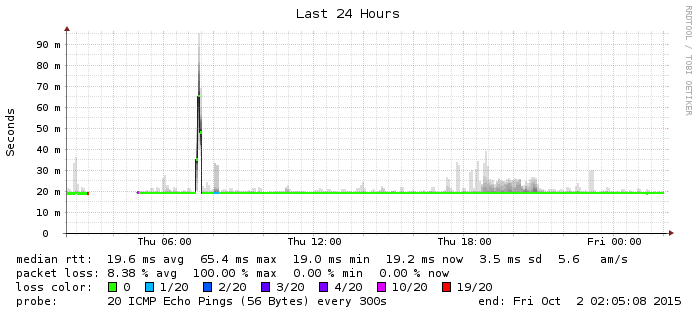 Last 24 Hours
RRDTOOL / TOBI OETIKER
Seconds
90 m
80 m
70 m
60 m
50 m
40 m
30 m
20 m
10 m
0
Thu 06:00 Thu 12:00 Thu 18:00 Fri 00:00
median rtt: 19.6 ms avg 65.4 ms max 19.0 ms min 19.2 ms now 3.5 ms sd 5.6 am/s
packet loss: 8.38 % avg 100.00 % max 0.00 % min 0.00 % now
loss color: 0 1/20 2/20 3/20 4/20 10/20 19/20
probe: 20 ICMP Echo Pings (56 Bytes) every 300s end: Fri Oct 2 02:05:08 2015